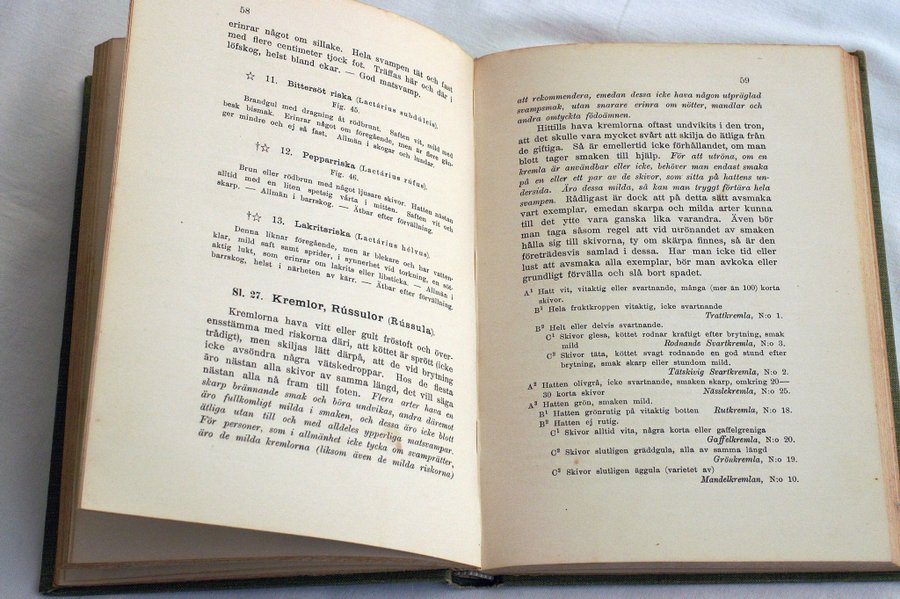 58
erinrar något om sillake. Hela svampen tät och fast
med flere centimeter tjock fot. Träffas här och där i
löfskog, helst bland ekar. — God matsvamp.
☆ 11. Bittersöt riska (Lactárius subdúlcis).
Fig. 45.
Brandgul med dragning åt rödbrunt. Saften vit, mild med
besk bismak. Erinrar något om föregående, men är flere gån-
ger mindre och ej så fast. Allmän i skogar och lundar.
†☆ 12. Pepparriska (Lactárius rúfus).
Fig. 46.
Brun eller rödbrun med något ljusare skivor. Hatten nästan
alltid med en liten spetsig vårta i mitten. Saften vit och
skarp. — Allmän i barrskog. — Ätbar efter förvällning.
†☆ 13. Lakritsriska (Lactárius hélvus).
Denna liknar föregående, men är blekare och har vatten-
klar, mild saft samt sprider, i synnerhet vid torkning, en söt-
aktig lukt, som erinrar om lakrits eller libsticka. — Allmän i
barrskog, helst i närheten av kärr. — Ätbar efter förvällning.
Sl. 27. Kremlor, Rússulor (Rússula).
Kremlorna hava vitt eller gult fröstoft och över-
ensstämma med riskorna däri, att köttet är sprött (icke
trådigt), men skiljas lätt därpå, att de vid brytning
icke avsöndra några vätskedroppar. Hos de flesta
äro nästan alla skivor av samma längd, det vill säga
nästan alla nå fram till foten. Flera arter hava en
skarp brännande smak och böra undvikas, andra däremot
äro fullkomligt milda i smaken, och dessa äro icke blott
ätliga utan till och med alldeles ypperliga matsvampar.
För personer, som i allmänhet icke tycka om svamprätter,
äro de milda kremlorna (liksom även de milda riskorna)
59
att rekommendera, emedan dessa icke hava någon utpräglad
svampsmak, utan snarare erinra om nötter, mandlar och
andra omtyckta födoämnen.
Hittills hava kremlorna oftast undvikits i den tron,
att det skulle vara mycket svårt att skilja de ätliga från
de giftiga. Så är emellertid icke förhållandet, om man
blott tager smaken till hjälp. För att utröna, om en
kremla är användbar eller icke, behöver man endast smaka
på en eller ett par av de skivor, som sitta på hattens un-
dersida. Äro dessa milda, så kan man tryggt förtära hela
svampen. Rådligast är dock att på detta sätt avsmaka
vart exemplar, emedan skarpa och milda arter kunna
till det yttre vara ganska lika varandra. Även bör
man taga såsom regel att vid urönandet av smaken
hålla sig till skivorna, ty om skärpa finnes, så är den
företrädesvis samlad i dessa. Har man icke tid eller
lust att avsmaka alla exemplar, bör man avkoka eller
grundligt förvälla och slå bort spadet.
A¹ Hatt vit, vitaktig eller svartnande, många (mer än 100) korta
skivor.
B¹ Hela fruktkroppen vitaktig, icke svartnande
Trattkremla, N:o 1.
B² Helt eller delvis svartnande.
C¹ Skivor glesa, köttet rodnar kraftigt efter brytning, smak
mild Rodnande Svartkremla, N:o 3.
C² Skivor täta, köttet svagt rodnande en god stund efter
brytning, smak skarp eller stundom mild.
Tätskivig Svartkremla, N:o 2.
A² Hatten olivgrå, icke svartnande, smaken skarp, omkring 20—
30 korta skivor Nässlekremla, N:o 25.
A³ Hatten grön, smaken mild.
B¹ Hatten grönrutig på vitaktig botten Rutkremla, N:o 18.
B² Hatten ej rutig.
C¹ Skivor alltid vita, några korta eller gaffelgreniga
Gaffelkremla, N:o 20.
C² Skivor slutligen gräddgula, alla av samma längd
Grönkremla, N:o 19.
C³ Skivor slutligen äggula (varietet av)
Mandelkremlan, N:o 10.